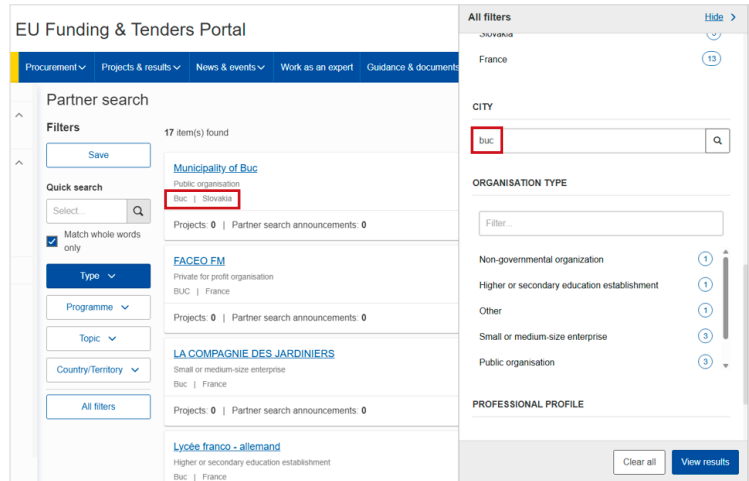 EU Funding & Tenders Portal
Procurement
Projects & results
News & events
Work as an expert
Guidance & documents
Partner search
Filters
Save
Quick search
Select...
Match whole words
only
Type
Programme
Topic
Country/Territory
All filters
17 item(s) found
Municipality of Buc
Public organisation
Buc | Slovakia
Projects: 0 | Partner search announcements: 0
FACEO FM
Private for profit organisation
BUC | France
Projects: 0 | Partner search announcements: 0
LA COMPAGNIE DES JARDINIERS
Small or medium-size enterprise
Buc | France
Projects: 0 | Partner search announcements: 0
Lycée franco - allemand
Higher or secondary education establishment
Buc | France
All filters
Hide
Slovakia
France
13
CITY
buc
ORGANISATION TYPE
Filter...
Non-governmental organization 1
Higher or secondary education establishment 1
Other 1
Small or medium-size enterprise 3
Public organisation 3
PROFESSIONAL PROFILE
Clear all
View results